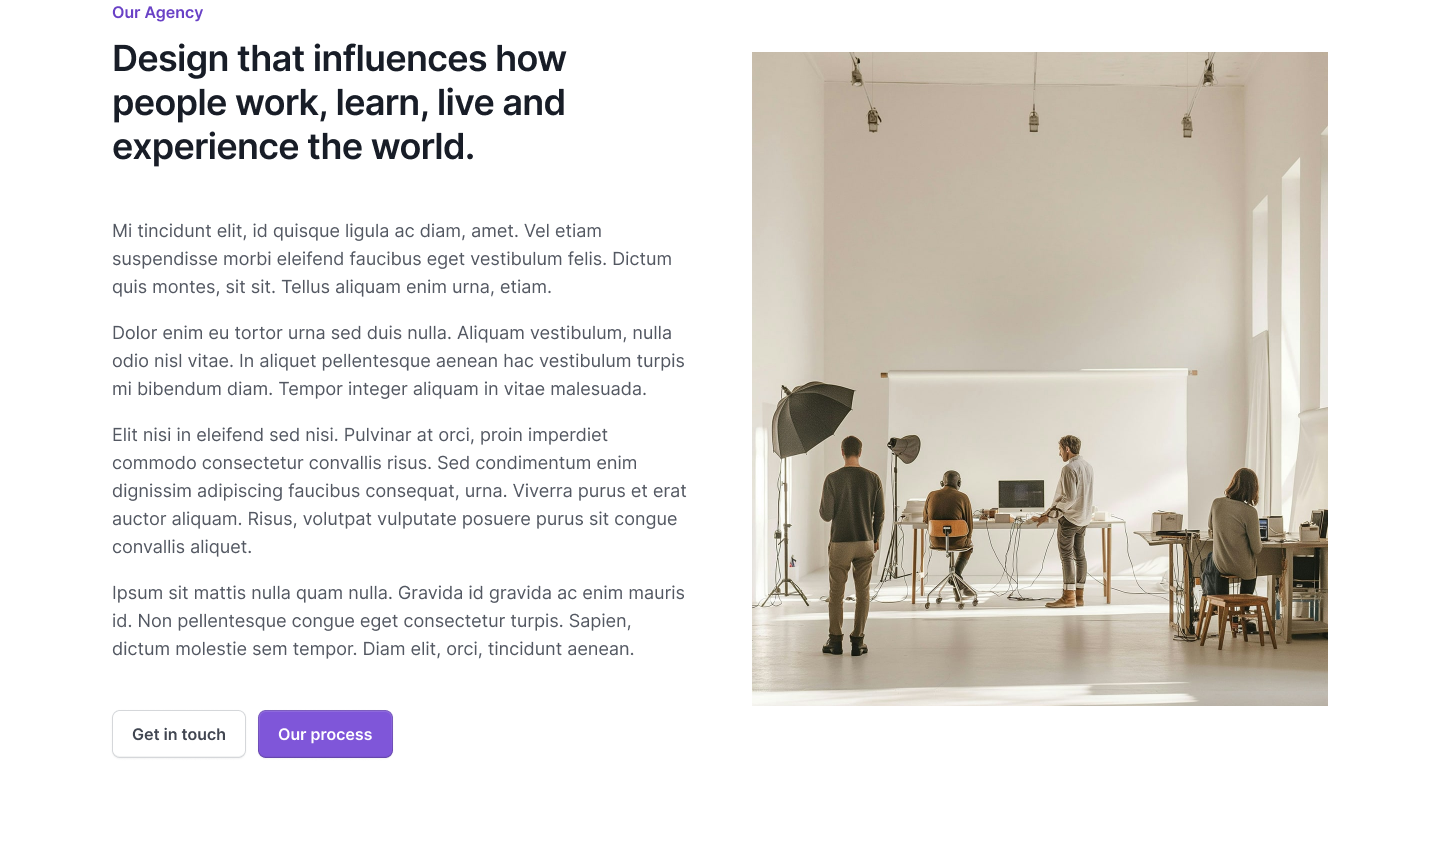 Our Agency
Design that influences how
people work, learn, live and
experience the world.
Mi tincidunt elit, id quisque ligula ac diam, amet. Vel etiam
suspendisse morbi eleifend faucibus eget vestibulum felis. Dictum
quis montes, sit sit. Tellus aliquam enim urna, etiam.
Dolor enim eu tortor urna sed duis nulla. Aliquam vestibulum, nulla
odio nisl vitae. In aliquet pellentesque aenean hac vestibulum turpis
mi bibendum diam. Tempor integer aliquam in vitae malesuada.
Elit nisi in eleifend sed nisi. Pulvinar at orci, proin imperdiet
commodo consectetur convallis risus. Sed condimentum enim
dignissim adipiscing faucibus consequat, urna. Viverra purus et erat
auctor aliquam. Risus, volutpat vulputate posuere purus sit congue
convallis aliquet.
Ipsum sit mattis nulla quam nulla. Gravida id gravida ac enim mauris
id. Non pellentesque congue eget consectetur turpis. Sapien,
dictum molestie sem tempor. Diam elit, orci, tincidunt aenean.
Get in touch
Our process